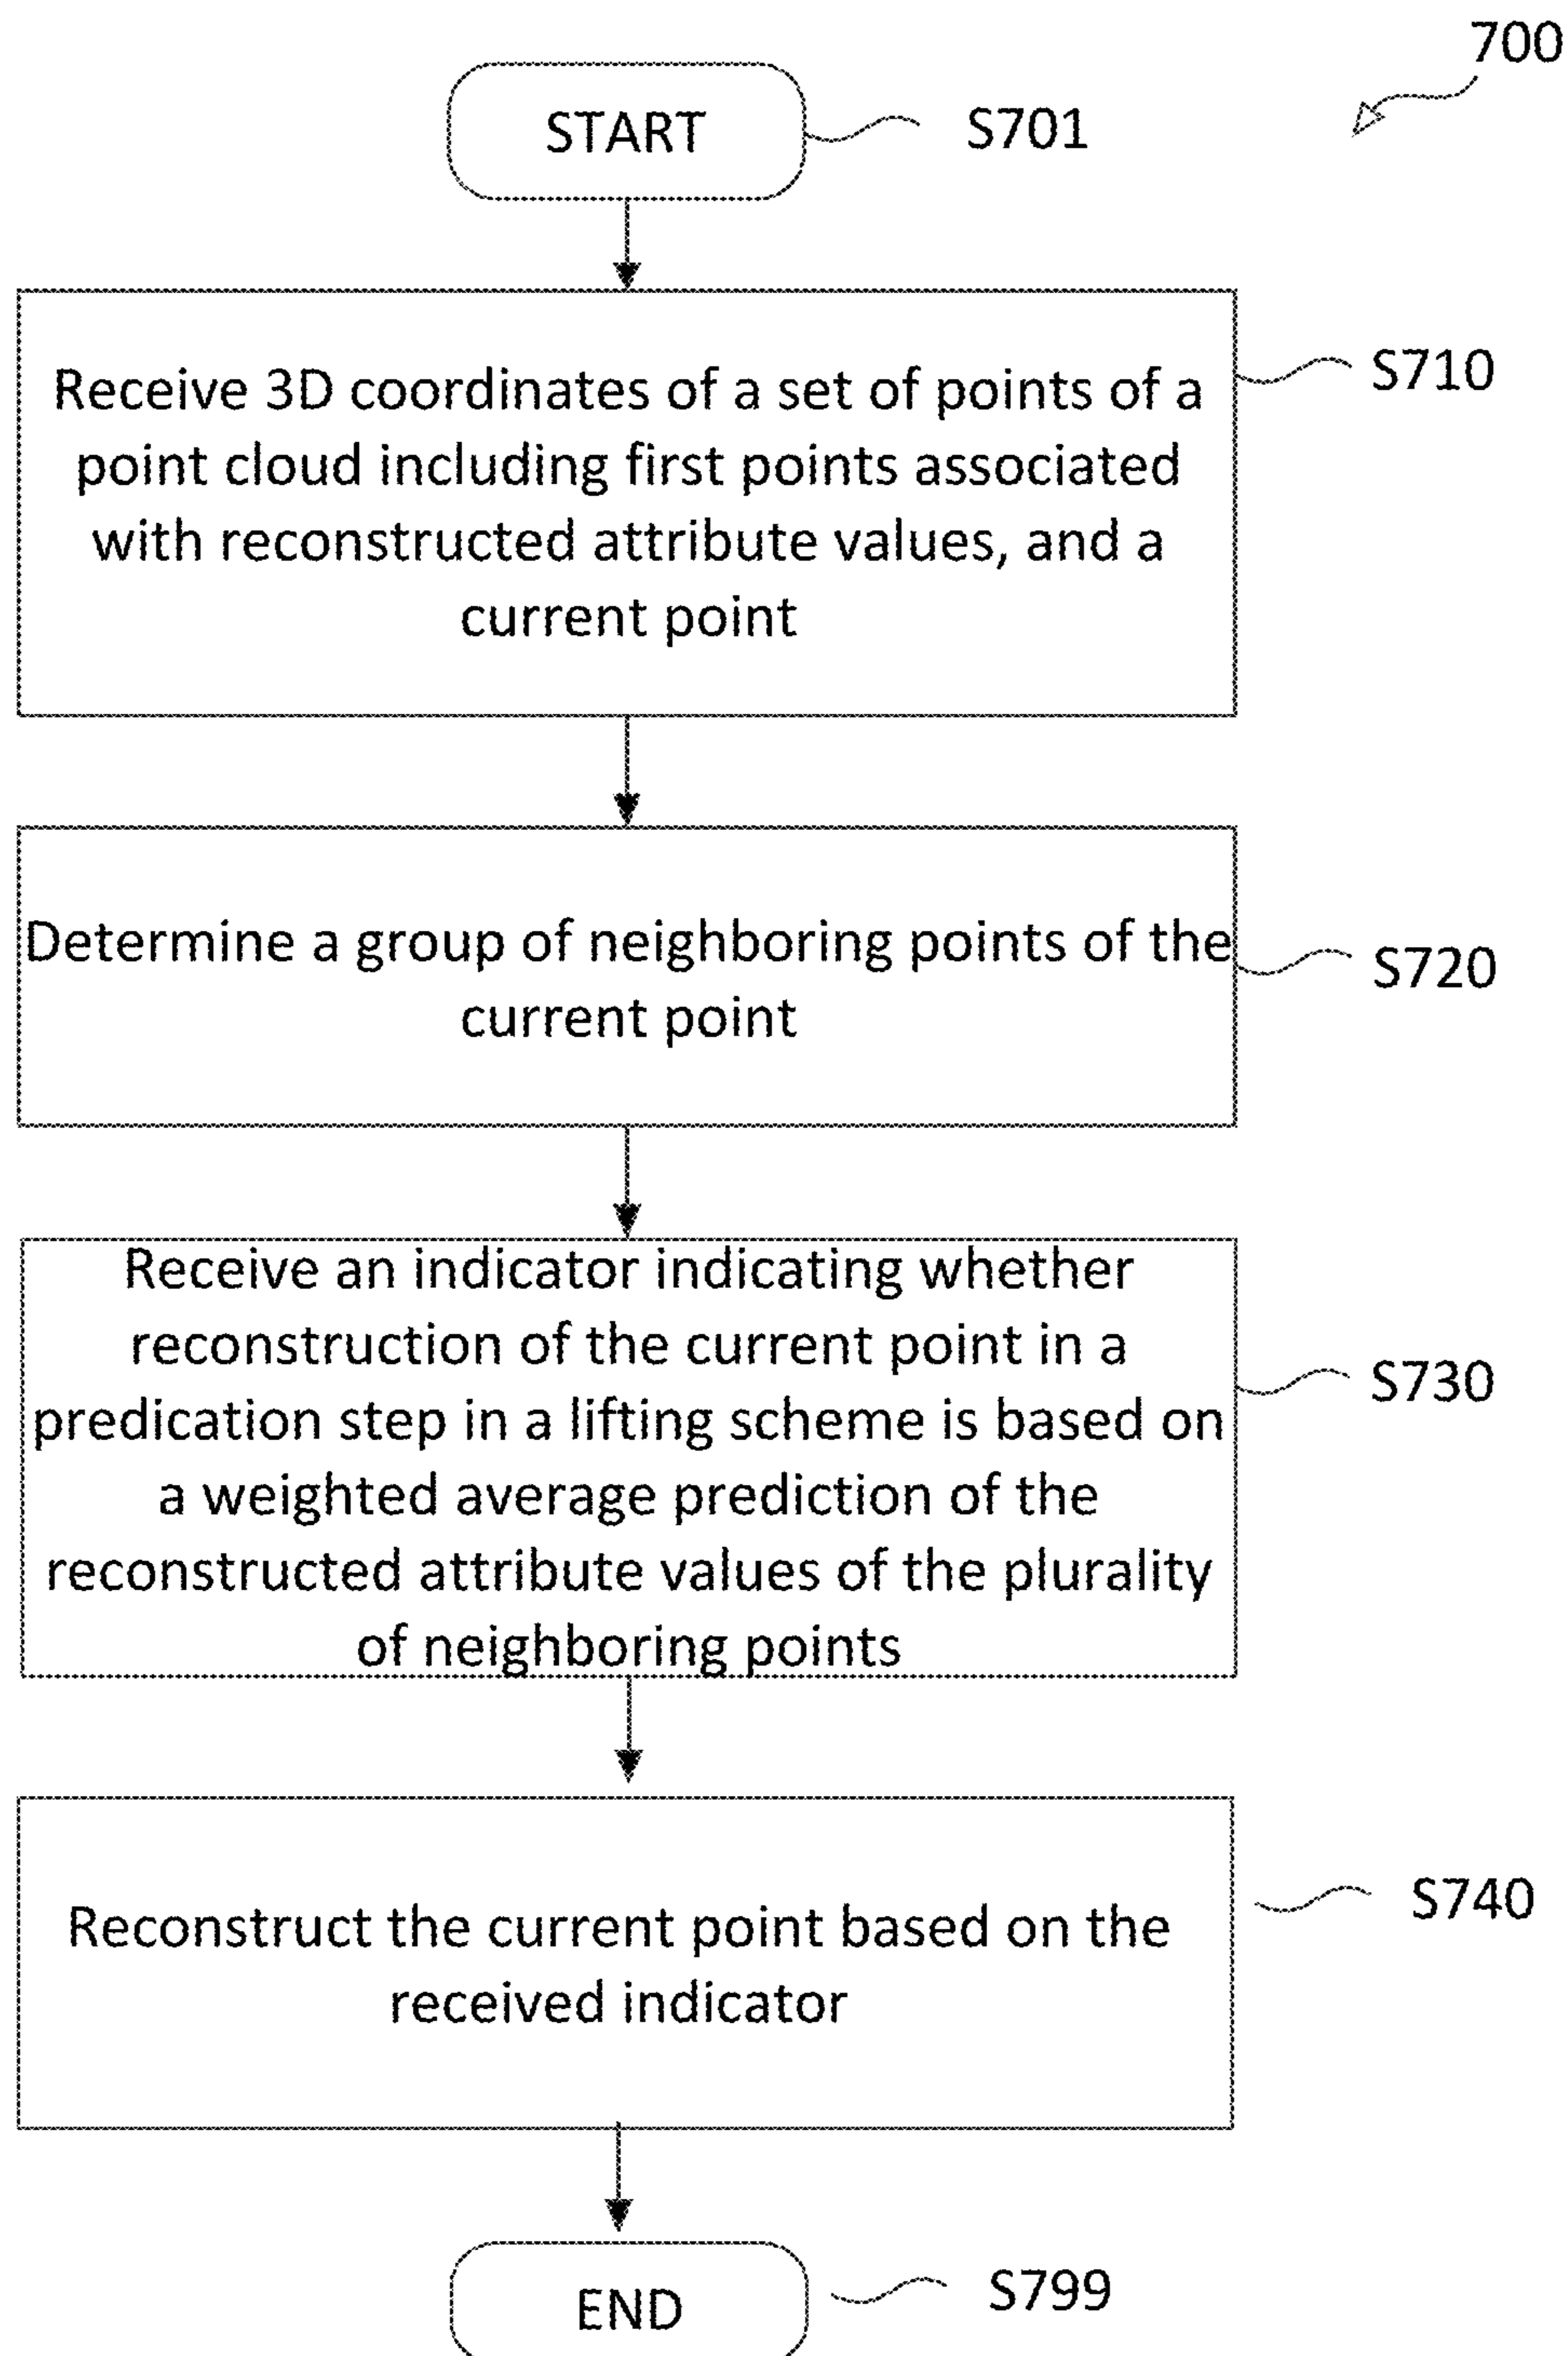 700
START
S701
Receive 3D coordinates of a set of points of a
point cloud including first points associated
with reconstructed attribute values, and a
current point
S710
Determine a group of neighboring points of the
current point
S720
Receive an indicator indicating whether
reconstruction of the current point in a
predication step in a lifting scheme is based on
a weighted average prediction of the
reconstructed attribute values of the plurality
of neighboring points
S730
Reconstruct the current point based on the
received indicator
S740
END
S799